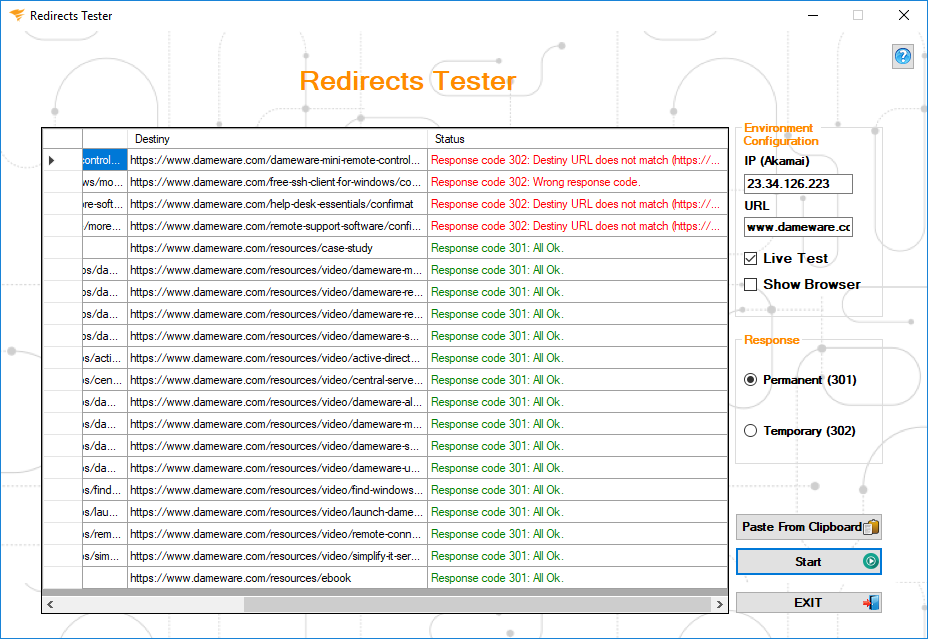 Redirects Tester
Redirects Tester
Destiny Status
control... https://www.dameware.com/dameware-mini-remote-control... Response code 302: Destiny URL does not match (https://...
ws/mo... https://www.dameware.com/free-ssh-client-for-windows/co... Response code 302: Wrong response code.
ore-soft... https://www.dameware.com/help-desk-essentials/confirmat Response code 302: Destiny URL does not match (https://...
/more... https://www.dameware.com/remote-support-software/confi... Response code 302: Destiny URL does not match (https://...
https://www.dameware.com/resources/case-study Response code 301: All Ok.
os/da... https://www.dameware.com/resources/video/dameware-m... Response code 301: All Ok.
os/da... https://www.dameware.com/resources/video/dameware-re... Response code 301: All Ok.
os/da... https://www.dameware.com/resources/video/dameware-re... Response code 301: All Ok.
os/da... https://www.dameware.com/resources/video/dameware-s... Response code 301: All Ok.
os/acti... https://www.dameware.com/resources/video/active-direct... Response code 301: All Ok.
os/cen... https://www.dameware.com/resources/video/central-serve... Response code 301: All Ok.
os/da... https://www.dameware.com/resources/video/dameware-al... Response code 301: All Ok.
os/da... https://www.dameware.com/resources/video/dameware-m... Response code 301: All Ok.
os/da... https://www.dameware.com/resources/video/dameware-s... Response code 301: All Ok.
os/da... https://www.dameware.com/resources/video/dameware-u... Response code 301: All Ok.
os/find... https://www.dameware.com/resources/video/find-windows... Response code 301: All Ok.
os/lau... https://www.dameware.com/resources/video/launch-dame... Response code 301: All Ok.
os/rem... https://www.dameware.com/resources/video/remote-conn... Response code 301: All Ok.
os/sim... https://www.dameware.com/resources/video/simplify-it-ser... Response code 301: All Ok.
https://www.dameware.com/resources/ebook Response code 301: All Ok.
Environment
Configuration
IP (Akamai)
23.34.126.223
URL
www.dameware.cc
Live Test
Show Browser
Response
Permanent (301)
Temporary (302)
Paste From Clipboard
Start
EXIT